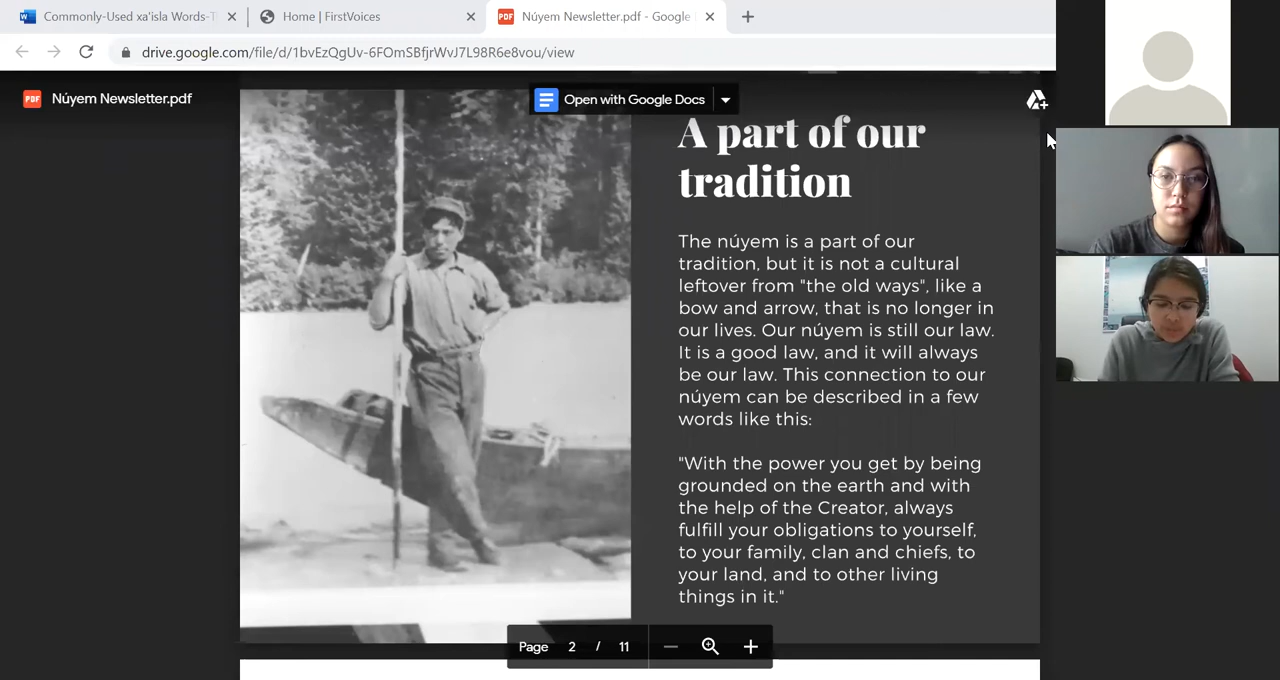 Commonly-Used xa'isla Words-T
Home | FirstVoices
Núyem Newsletter.pdf - Google
drive.google.com/file/d/1bvEzQgUv-6FOmSBfjrWvJ7L98R6e8vou/view
PDF
Núyem Newsletter.pdf
Open with Google Docs
A part of our
tradition
The núyem is a part of our
tradition, but it is not a cultural
leftover from "the old ways", like a
bow and arrow, that is no longer in
our lives. Our núyem is still our law.
It is a good law, and it will always
be our law. This connection to our
núyem can be described in a few
words like this:
"With the power you get by being
grounded on the earth and with
the help of the Creator, always
fulfill your obligations to yourself,
to your family, clan and chiefs, to
your land, and to other living
things in it."
Page 2 / 11